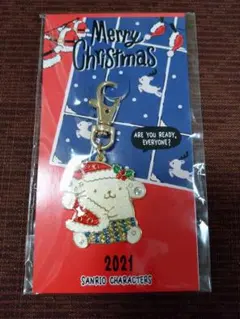 Merry
Christmas
ARE YOU READY,
EVERYONE?
2021
SANRIO CHARACTERS